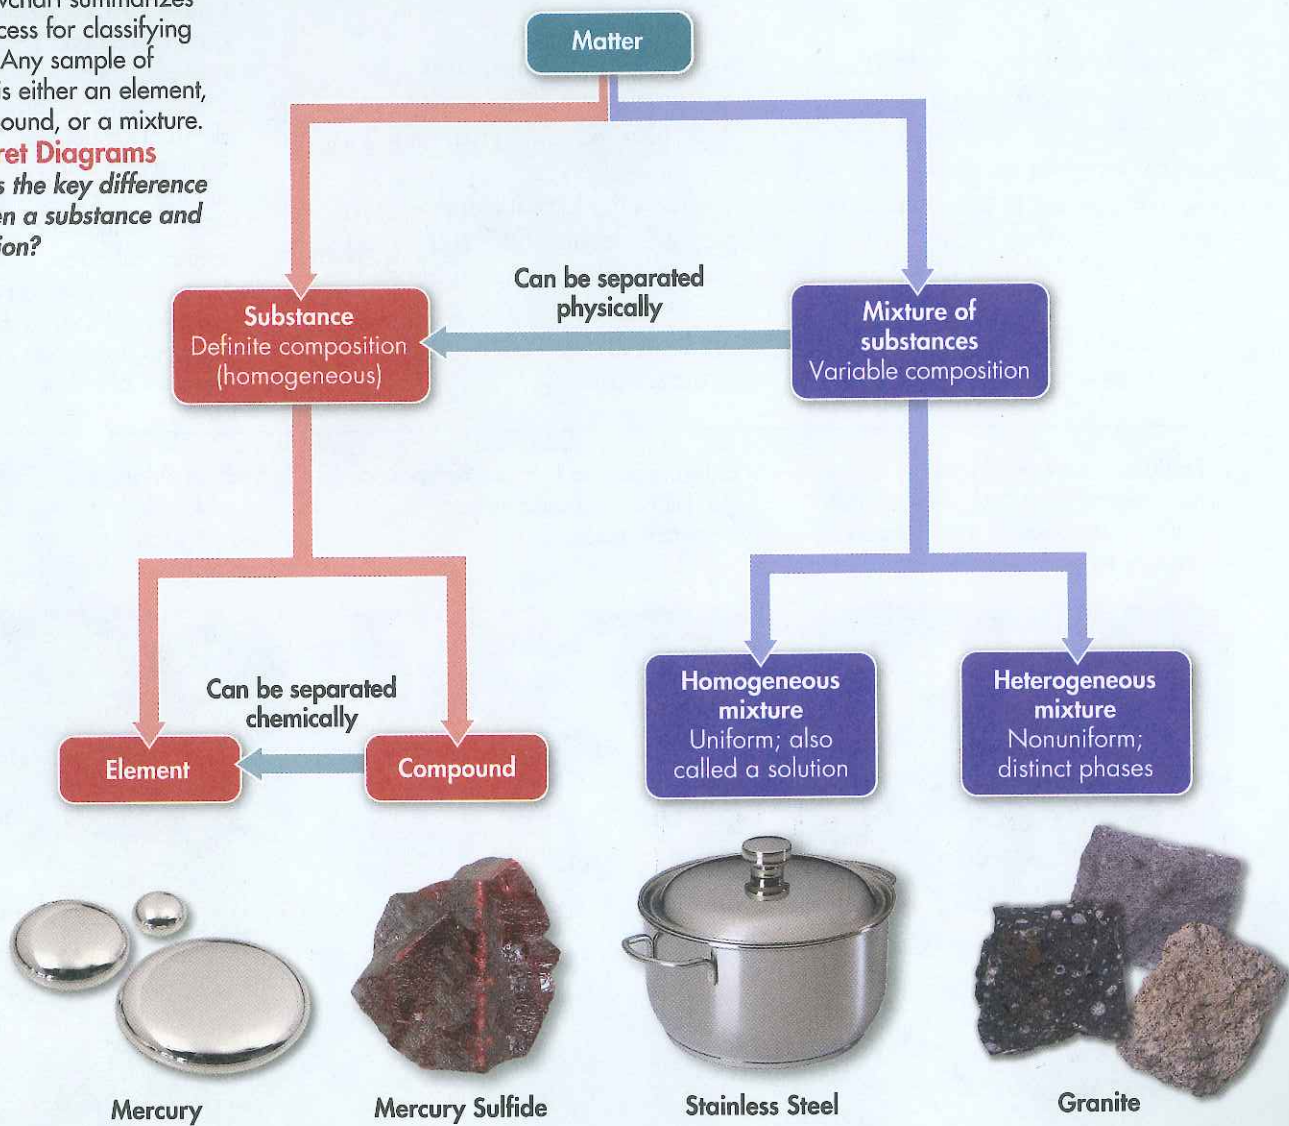 wchart summarizes
cess for classifying
Any sample of
is either an element,
ound, or a mixture.
ret Diagrams
s the key difference
en a substance and
ion?
Matter
Substance
Definite composition
(homogeneous)
Can be separated
physically
Mixture of
substances
Variable composition
Can be separated
chemically
Element
Compound
Homogeneous
mixture
Uniform; also
called a solution
Heterogeneous
mixture
Nonuniform;
distinct phases
Mercury
Mercury Sulfide
Stainless Steel
Granite